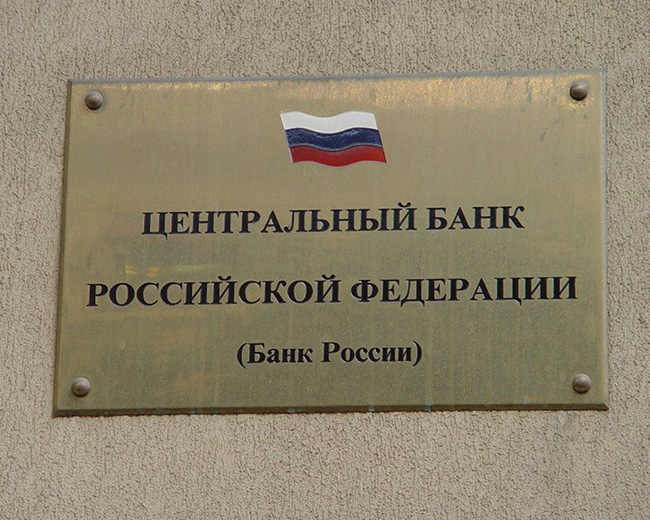 ЦЕНТРАЛЬНЫЙ БАНК
РОССИЙСКОЙ ФЕДЕРАЦИИ
(Банк России)